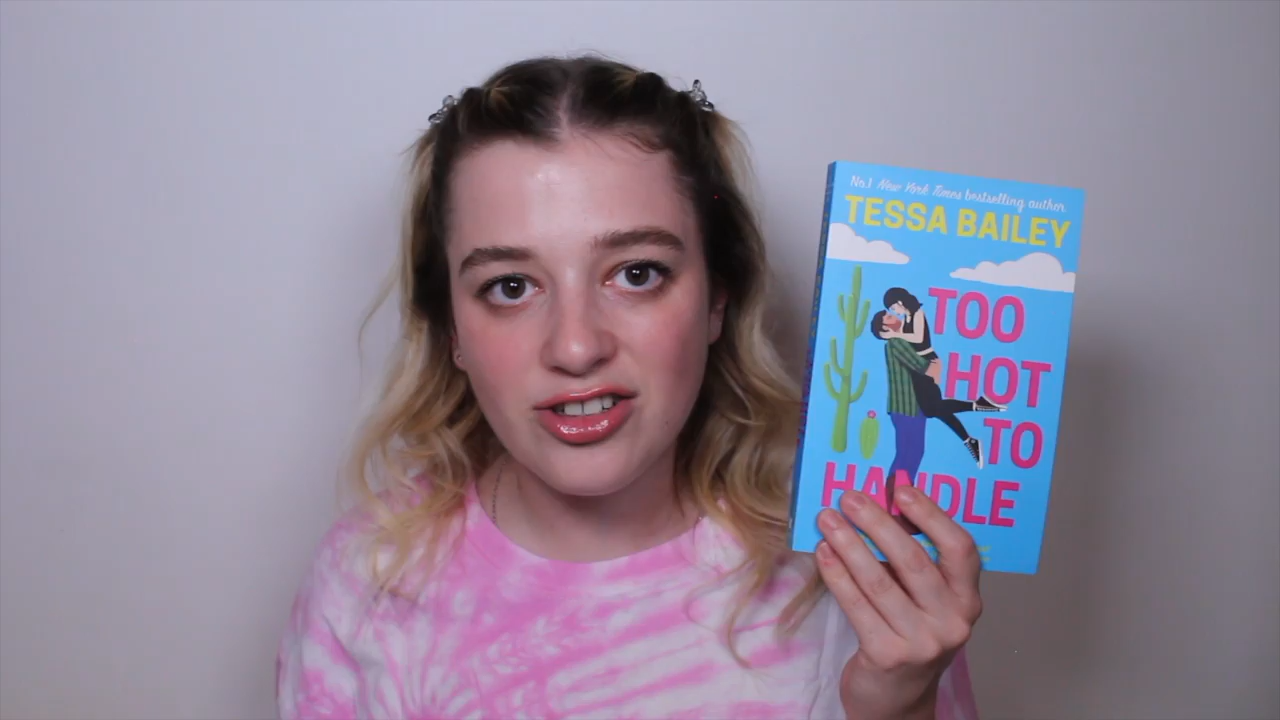 No.1 New York Times bestselling author
TESSA BAILEY
TOO
HOT
TO
HANDLE